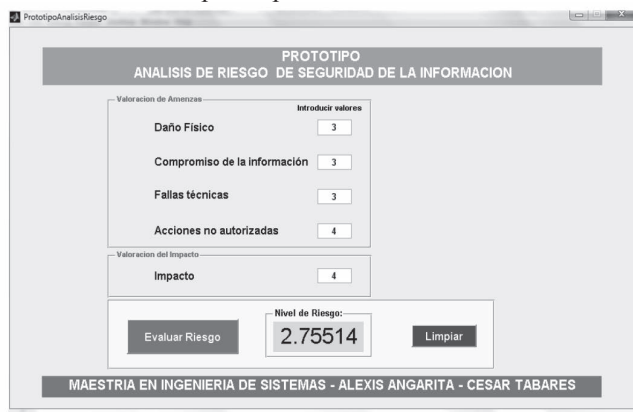 PrototipoAnalisisRiesgo
PROTOTIPO
ANALISIS DE RIESGO DE SEGURIDAD DE LA INFORMACION
Valoracion de Amenzas
Introducir valores
Daño Físico 3
Compromiso de la información 3
Fallas técnicas 3
Acciones no autorizadas 4
Valoracion del Impacto
Impacto 4
Evaluar Riesgo
Nivel de Riesgo:
2.75514
Limpiar
MAESTRIA EN INGENIERIA DE SISTEMAS - ALEXIS ANGARITA - CESAR TABARES